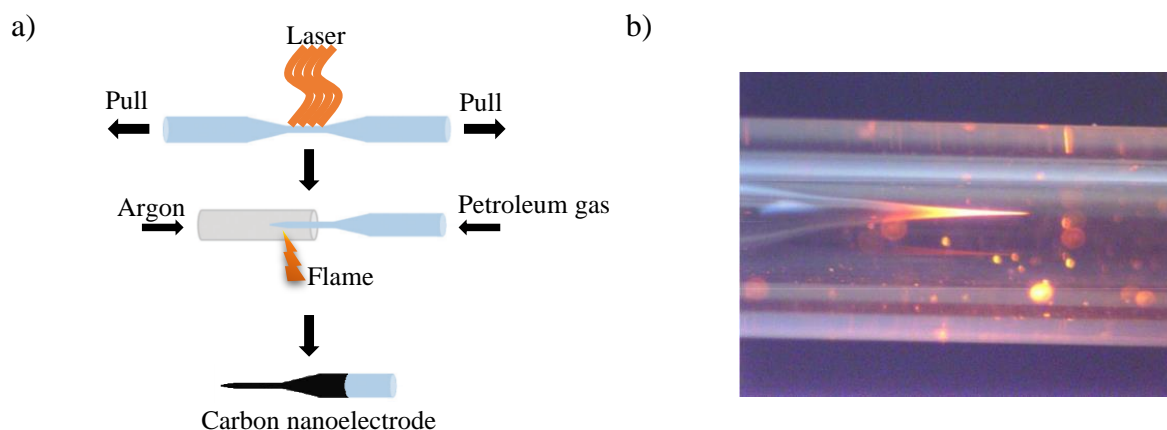 a)
b)
Laser
Pull
Pull
Argon
Petroleum gas
Flame
Carbon nanoelectrode